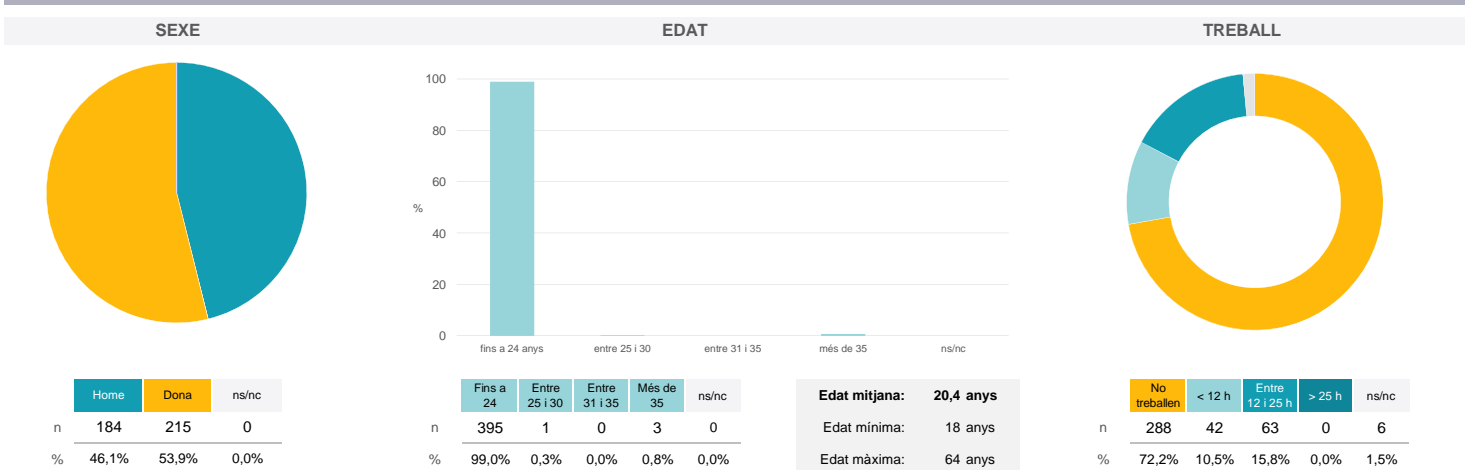 SEXE EDAT TREBALL
100
80
60
%
40
20
0
fins a 24 anys entre 25 i 30 entre 31 i 35 més de 35 ns/nc
Home Dona ns/nc
n 184 215 0
% 46,1% 53,9% 0,0%
Fins a 24 Entre 25 i 30 Entre 31 i 35 Més de 35 ns/nc
n 395 1 0 3 0
% 99,0% 0,3% 0,0% 0,8% 0,0%
Edat mitjana: 20,4 anys
Edat mínima: 18 anys
Edat màxima: 64 anys
No treballen < 12 h Entre 12 i 25 h > 25 h ns/nc
n 288 42 63 0 6
% 72,2% 10,5% 15,8% 0,0% 1,5%